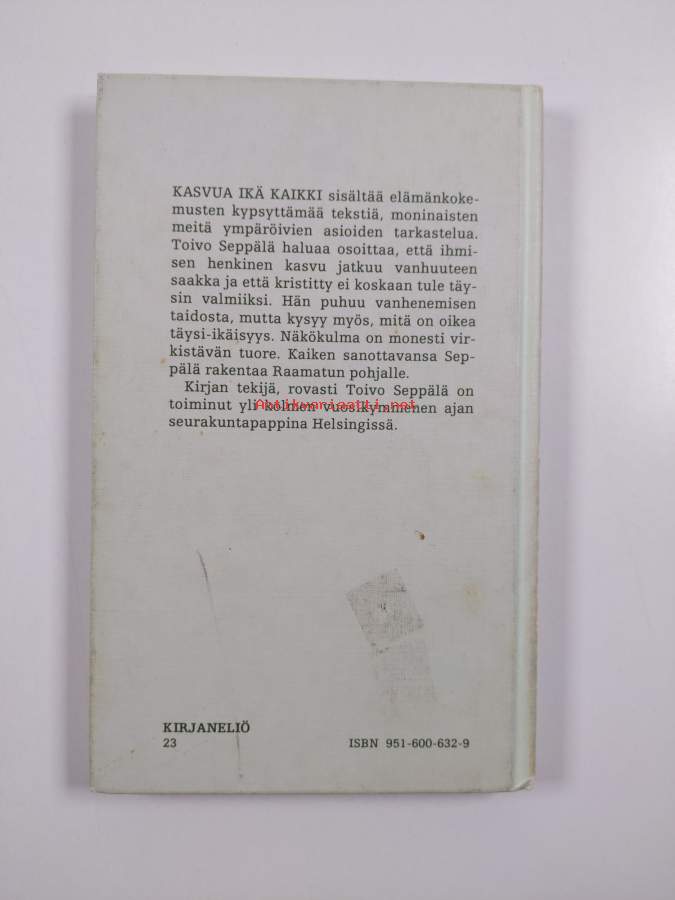 KASVUA IKÄ KAIKKI sisältää elämänkoke-
musten kypsyttämää tekstiä, moninaisten
meitä ympäröivien asioiden tarkastelua.
Toivo Seppälä haluaa osoittaa, että ihmi-
sen henkinen kasvu jatkuu vanhuuteen
saakka ja että kristitty ei koskaan tule täy-
sin valmiiksi. Hän puhuu vanhenemisen
taidosta, mutta kysyy myös, mitä on oikea
täysi-ikäisyys. Näkökulma on monesti vir-
kistävän tuore. Kaiken sanottavansa Sep-
pälä rakentaa Raamatun pohjalle.
Kirjan tekijä, rovasti Toivo Seppälä on
toiminut yli kolmen vuosikymmenen ajan
Antikvariaatti.net
seurakuntapappina Helsingissä.
KIRJANELIÖ
23
ISBN 951-600-632-9